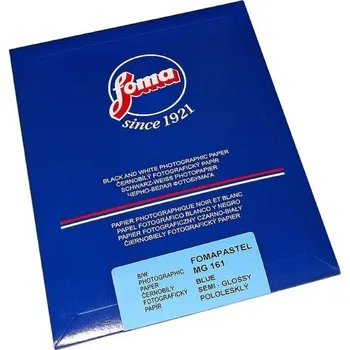 foma
since 1921
BLACK AND WHITE PHOTOGRAPHIC PAPER
ČERNOBÍLÝ FOTOGRAFICKÝ PAPÍR
SCHWARZ-WEISS PHOTOPAPIER
ЧЕРНО-БЕЛАЯ ФОТОБУМАГА
PAPIER PHOTOGRAPHIQUE NOIR ET BLANC
PAPEL FOTOGRAFICO BLANCO Y NEGRO
PAPIER FOTOGRAFICZNY CZARNO-BIAŁY
ČIERNOBIELY FOTOGRAFICKÝ PAPIER
B/W
PHOTOGRAPHIC
PAPER
ČERNOBÍLÝ
FOTOGRAFICKÝ
PAPÍR
FOMAPASTEL
MG 161
BLUE
SEMI - GLOSSY
POLOLESKLÝ